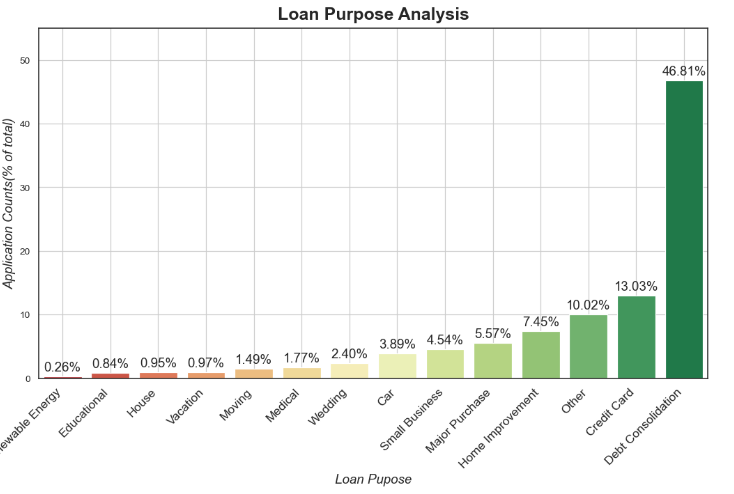 Loan Purpose Analysis
Application Counts(% of total)
50
40
30
20
10
0
0.26%
0.84%
0.95%
0.97%
1.49%
1.77%
2.40%
3.89%
4.54%
5.57%
7.45%
10.02%
13.03%
46.81%
ewable Energy
Educational
House
Vacation
Moving
Medical
Wedding
Car
Small Business
Major Purchase
Home Improvement
Other
Credit Card
Debt Consolidation
Loan Pupose